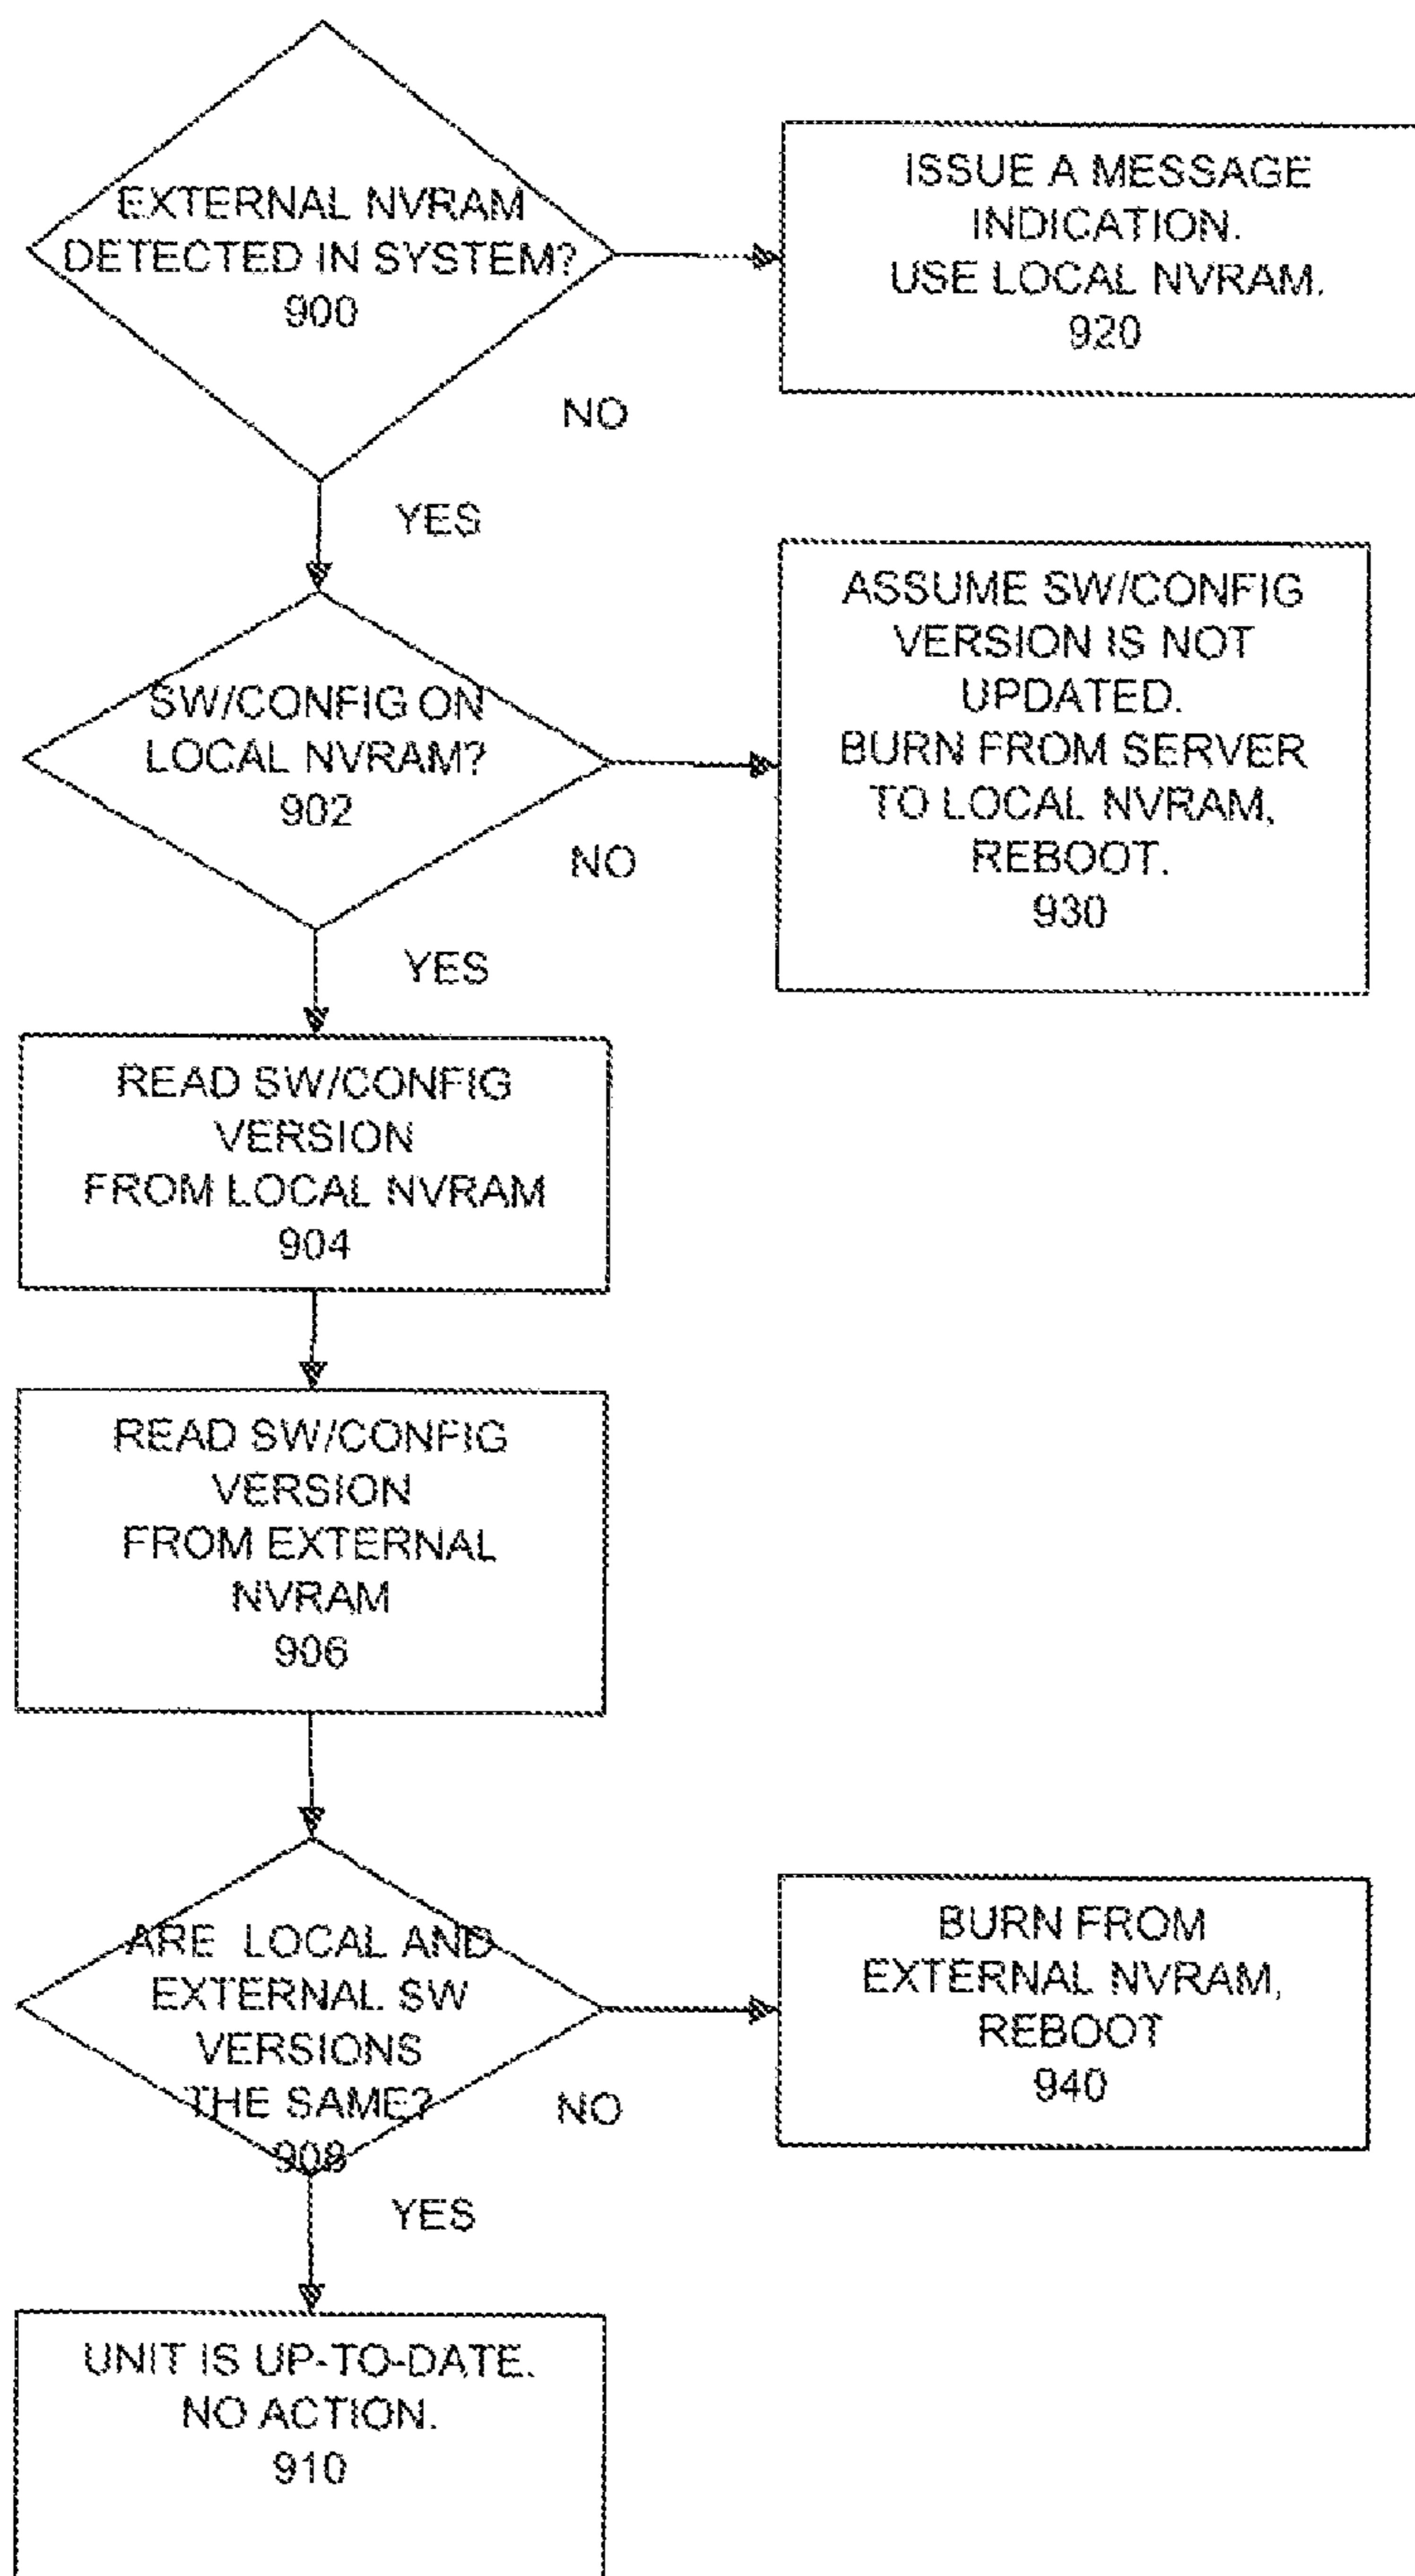 EXTERNAL NVRAM
DETECTED IN SYSTEM?
900
ISSUE A MESSAGE
INDICATION.
USE LOCAL NVRAM.
920
NO
YES
SW/CONFIG ON
LOCAL NVRAM?
902
ASSUME SW/CONFIG
VERSION IS NOT
UPDATED.
BURN FROM SERVER
TO LOCAL NVRAM,
REBOOT.
930
NO
YES
READ SW/CONFIG
VERSION
FROM LOCAL NVRAM
904
READ SW/CONFIG
VERSION
FROM EXTERNAL
NVRAM
906
ARE LOCAL AND
EXTERNAL SW
VERSIONS
THE SAME?
908
BURN FROM
EXTERNAL NVRAM,
REBOOT
940
NO
YES
UNIT IS UP-TO-DATE.
NO ACTION.
910